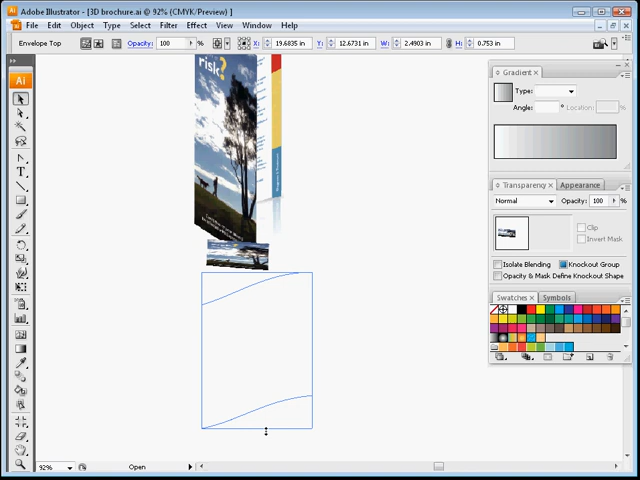 Adobe Illustrator - [3D brochure.ai @ 92% (CMYK/Preview) ]
File Edit Object Type Select Filter Effect View Window Help
Envelope Top Opacity: 100 % X: 19.6835 in Y: 12.6731 in W: 2.4903 in H: 0.753 in
Ai
T
risk?
Gradient
Type:
Angle: ° Location: %
Transparency Appearance
Normal Opacity: 100 %
Clip
Invert Mask
Isolate Blending Knockout Group
Opacity & Mask Define Knockout Shape
Swatches Symbols
92% Open